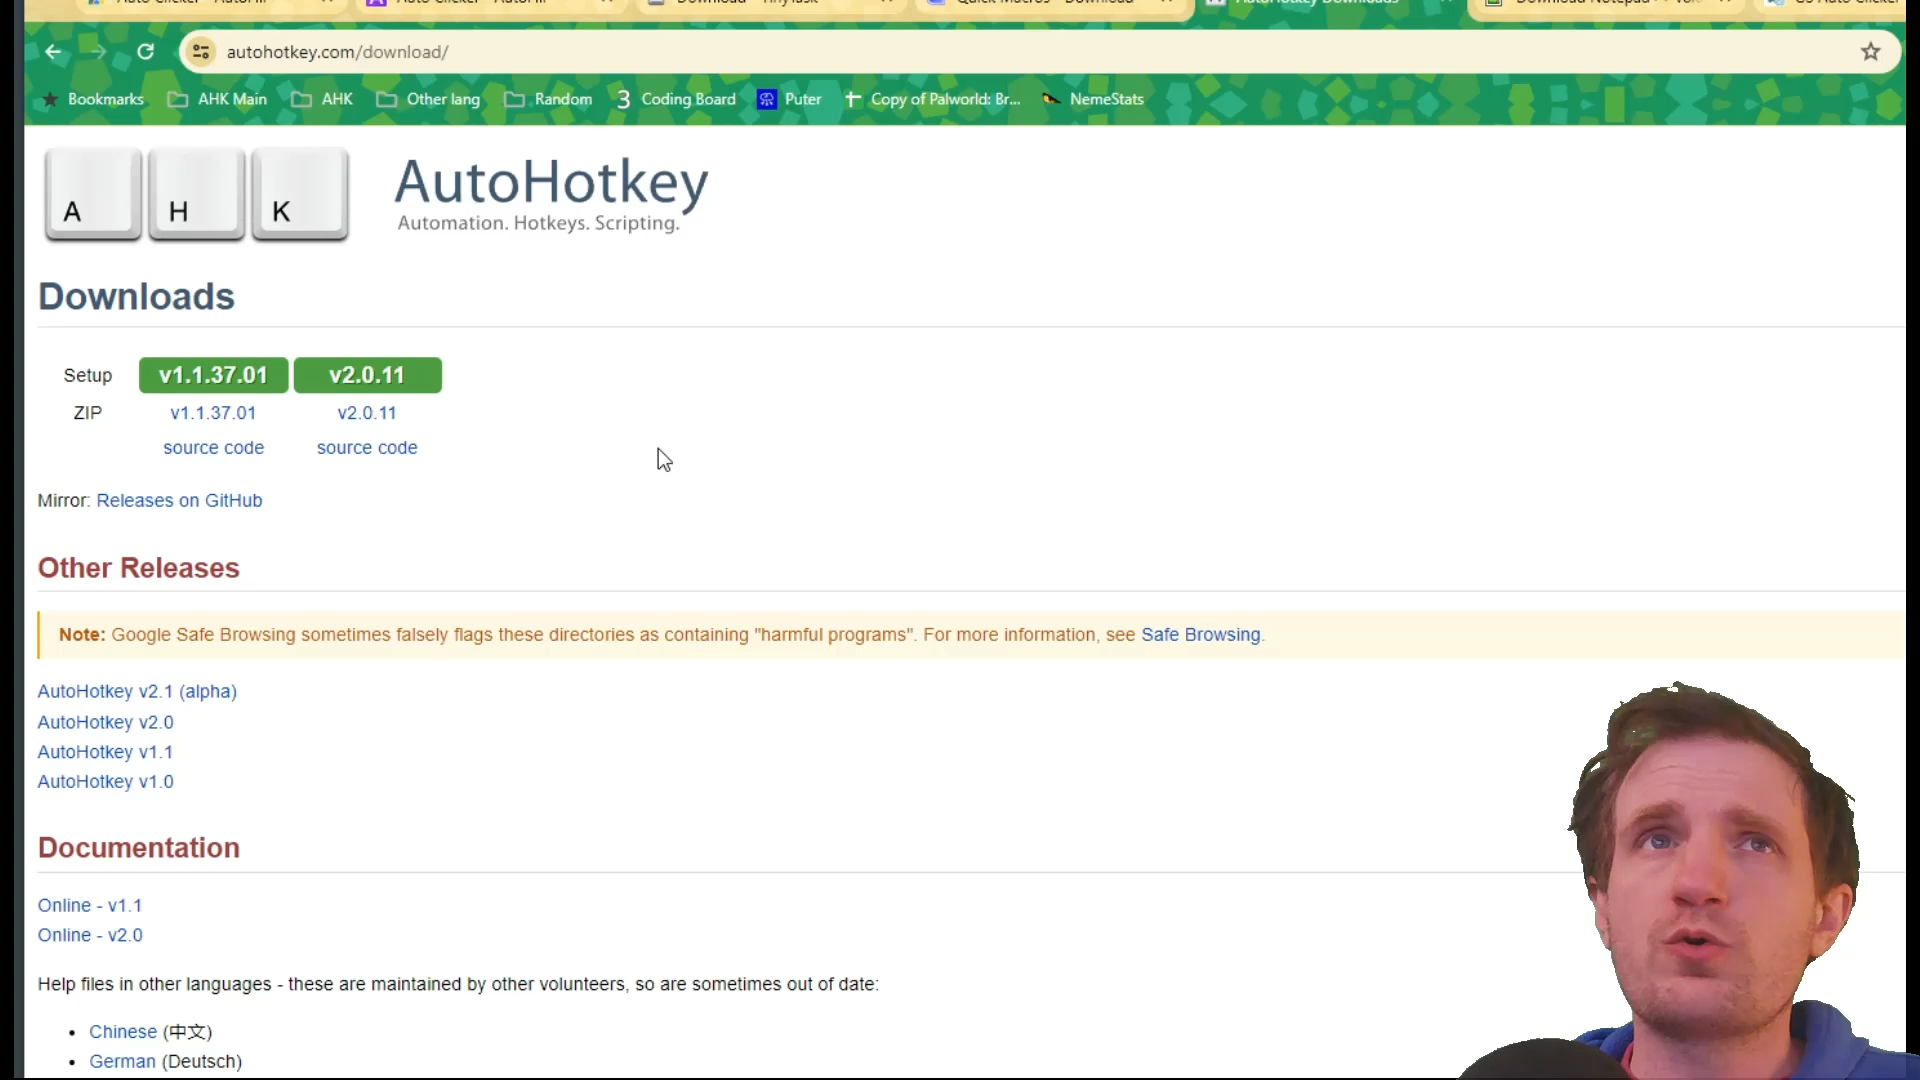 autohotkey.com/download/
Bookmarks AHK Main AHK Other lang Random Coding Board Puter Copy of Palworld: Br... NemeStats
A H K
AutoHotkey
Automation. Hotkeys. Scripting.
Downloads
Setup v1.1.37.01 v2.0.11
ZIP v1.1.37.01 v2.0.11
source code source code
Mirror: Releases on GitHub
Other Releases
Note: Google Safe Browsing sometimes falsely flags these directories as containing "harmful programs". For more information, see Safe Browsing.
AutoHotkey v2.1 (alpha)
AutoHotkey v2.0
AutoHotkey v1.1
AutoHotkey v1.0
Documentation
Online - v1.1
Online - v2.0
Help files in other languages - these are maintained by other volunteers, so are sometimes out of date:
• Chinese (中文)
• German (Deutsch)